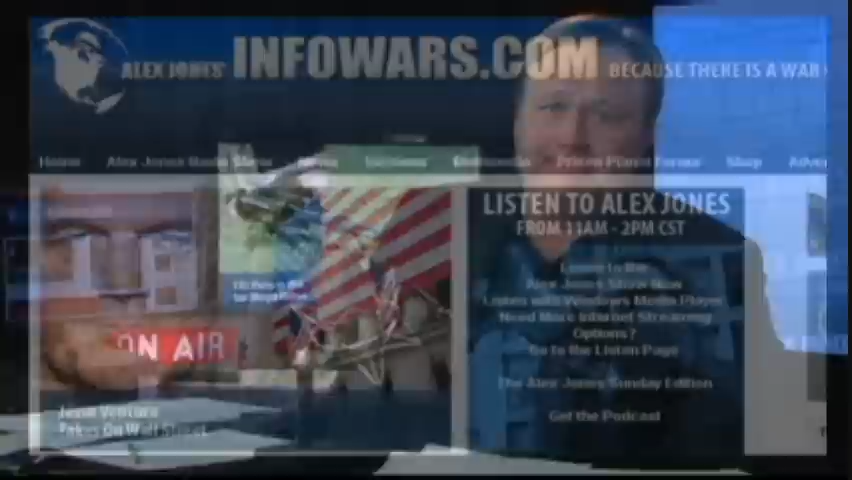 ALEX JONES' INFOWARS.COM BECAUSE THERE IS A WAR
Home Alex Jones Radio Show Prison Planet Forums Shop
LISTEN TO ALEX JONES
FROM 11AM - 2PM CST
Listen to the
Alex Jones Show Now
Listen with Windows Media Player
Need More Internet Streaming
Options?
Go to the Listen Page
ON AIR
The Alex Jones Sunday Edition
Get the Podcast
Jesse Ventura
Takes On Wall Street